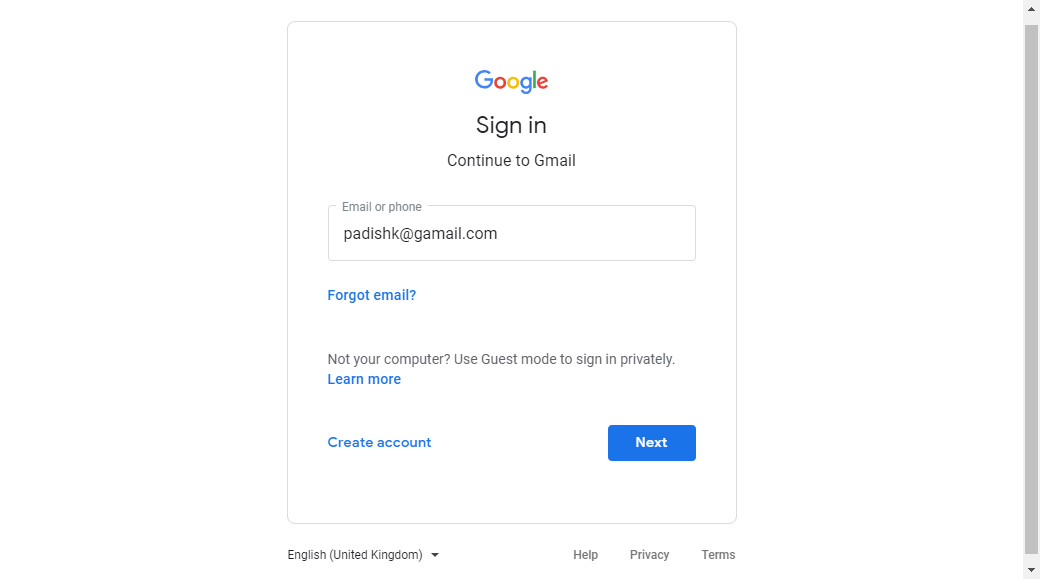 Google
Sign in
Continue to Gmail
Email or phone
padishk@gamail.com
Forgot email?
Not your computer? Use Guest mode to sign in privately.
Learn more
Create account
Next
English (United Kingdom)
Help
Privacy
Terms